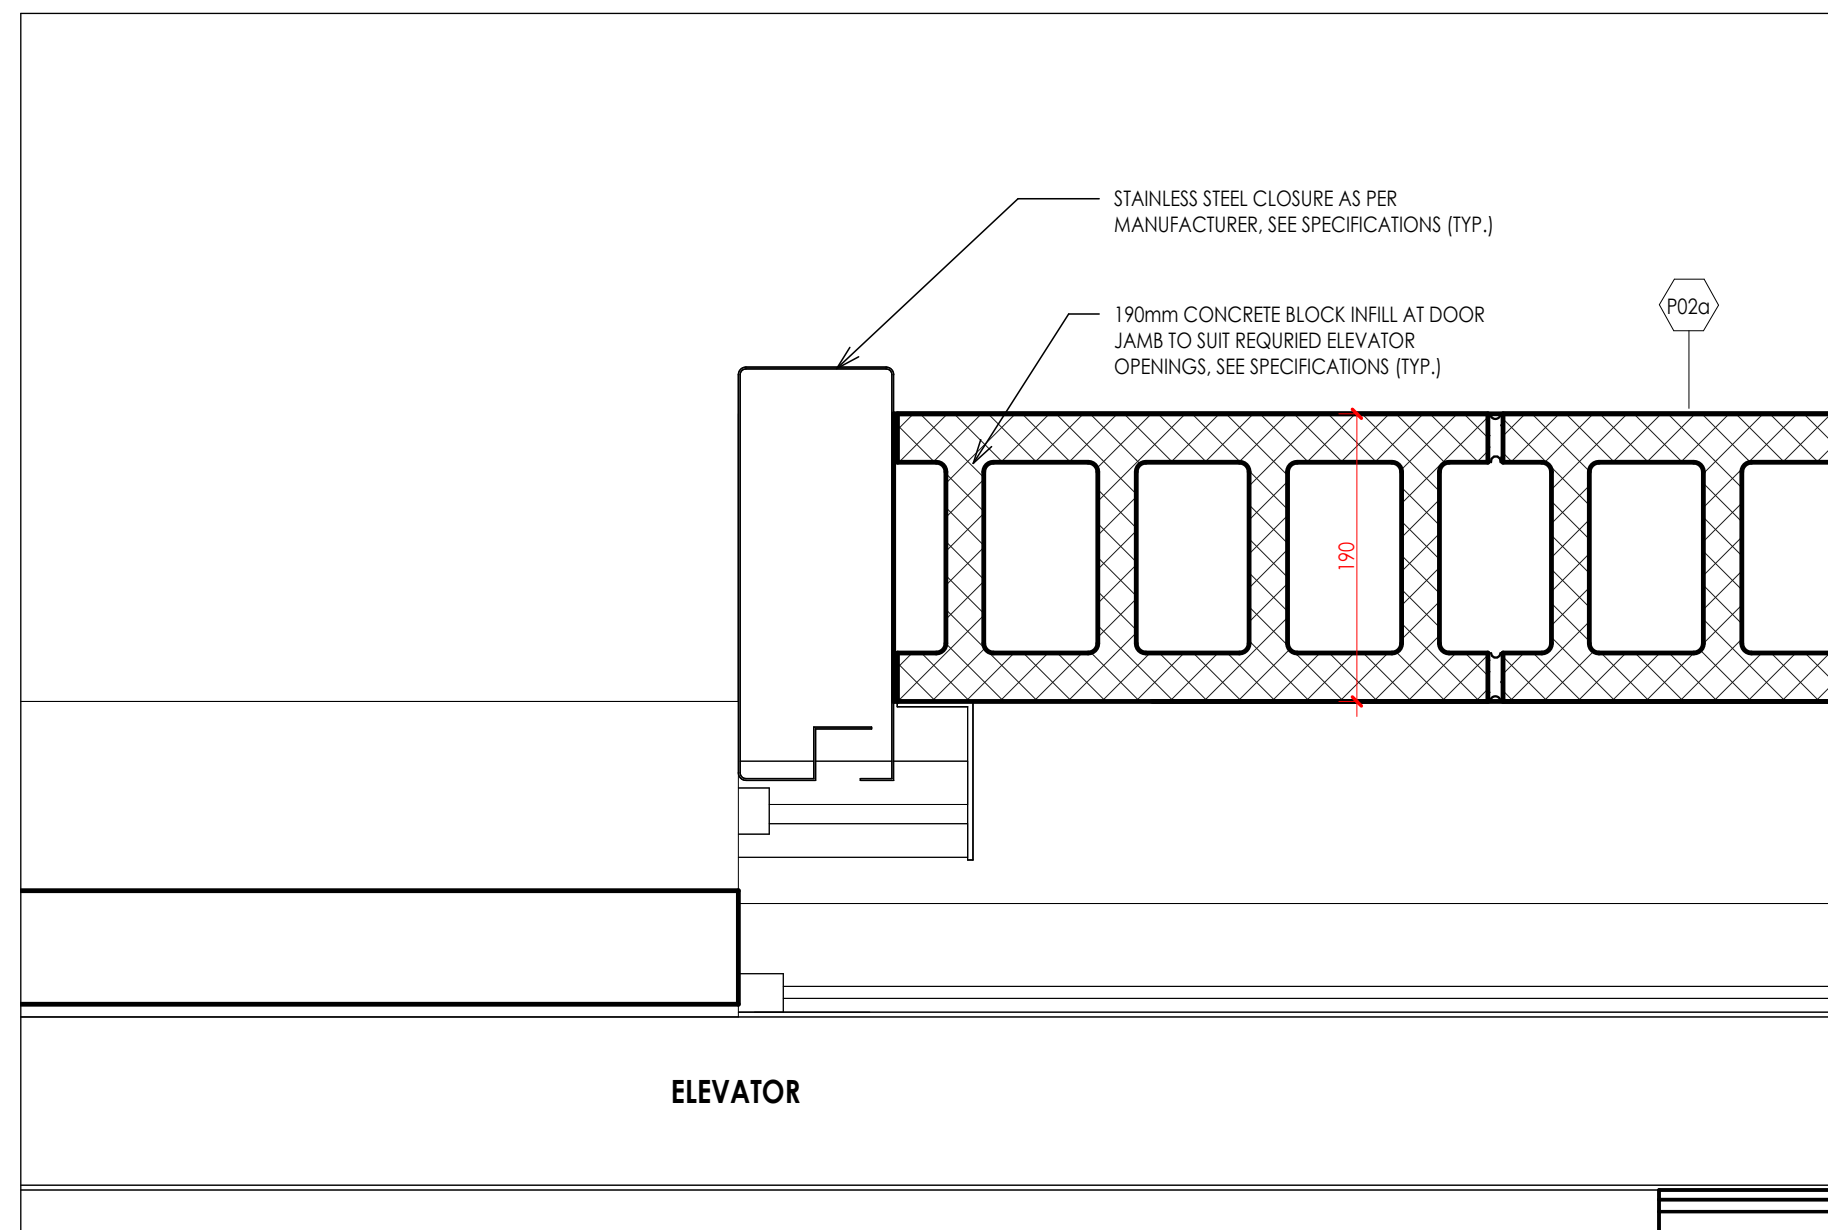 STAINLESS STEEL CLOSURE AS PER
MANUFACTURER, SEE SPECIFICATIONS (TYP.)
190mm CONCRETE BLOCK INFILL AT DOOR
JAMB TO SUIT REQURIED ELEVATOR
OPENINGS, SEE SPECIFICATIONS (TYP.)
P02a
190
ELEVATOR